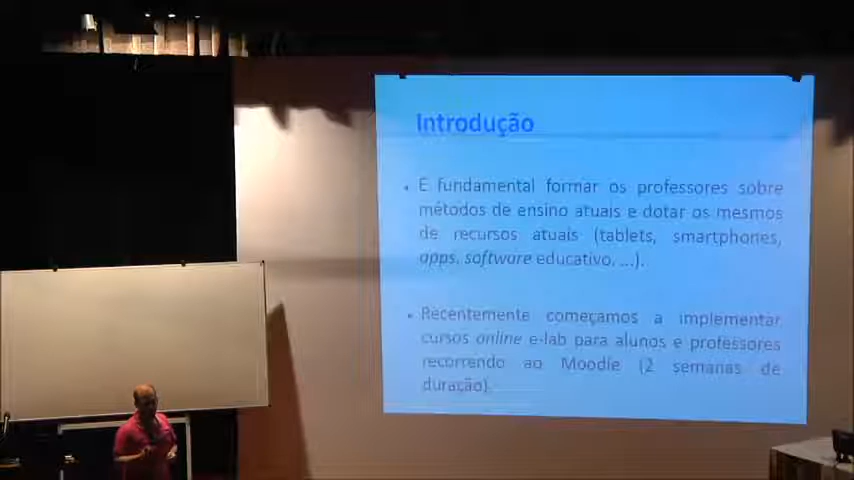 Introdução
• É fundamental formar os professores sobre
métodos de ensino atuais e dotar os mesmos
de recursos atuais (tablets, smartphones,
apps, software educativo, ...).
• Recentemente começamos a implementar
cursos online e-lab para alunos e professores
recorrendo ao Moodle (2 semanas de
duração).